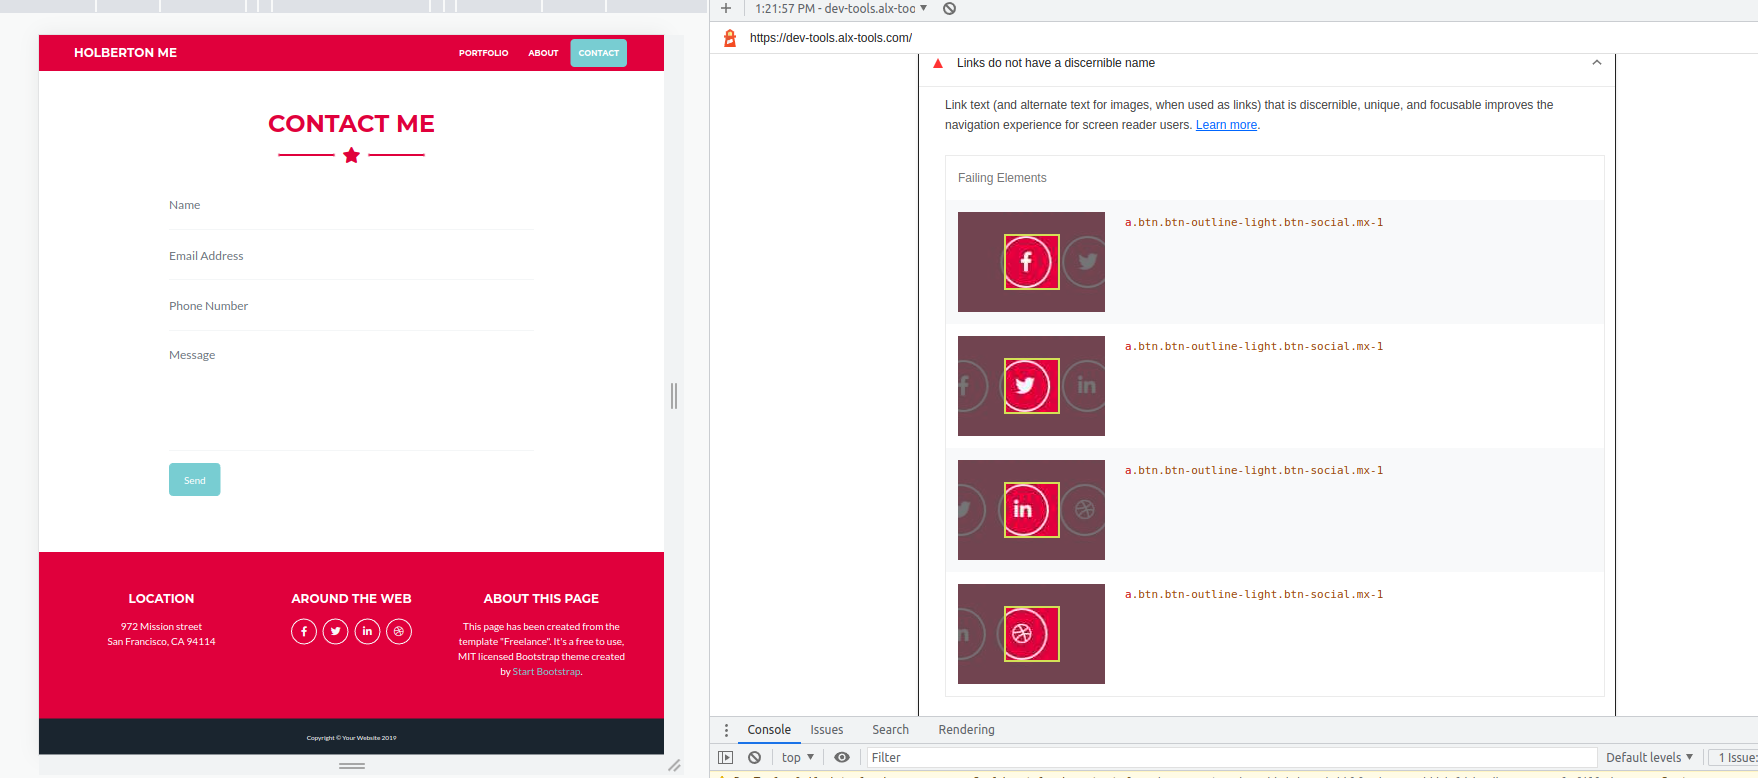 HOLBERTON ME
PORTFOLIO
ABOUT
CONTACT
CONTACT ME
Name
Email Address
Phone Number
Message
Send
LOCATION
972 Mission street
San Francisco, CA 94114
AROUND THE WEB
ABOUT THIS PAGE
This page has been created from the
template "Freelance". It's a free to use,
MIT licensed Bootstrap theme created
by Start Bootstrap.
Copyright © Your Website 2019
1:21:57 PM - dev-tools.alx-too
https://dev-tools.alx-tools.com/
Links do not have a discernible name
Link text (and alternate text for images, when used as links) that is discernible, unique, and focusable improves the
navigation experience for screen reader users. Learn more.
Failing Elements
a.btn.btn-outline-light.btn-social.mx-1
a.btn.btn-outline-light.btn-social.mx-1
a.btn.btn-outline-light.btn-social.mx-1
a.btn.btn-outline-light.btn-social.mx-1
Console
Issues
Search
Rendering
top
Filter
Default levels
1 Issue: